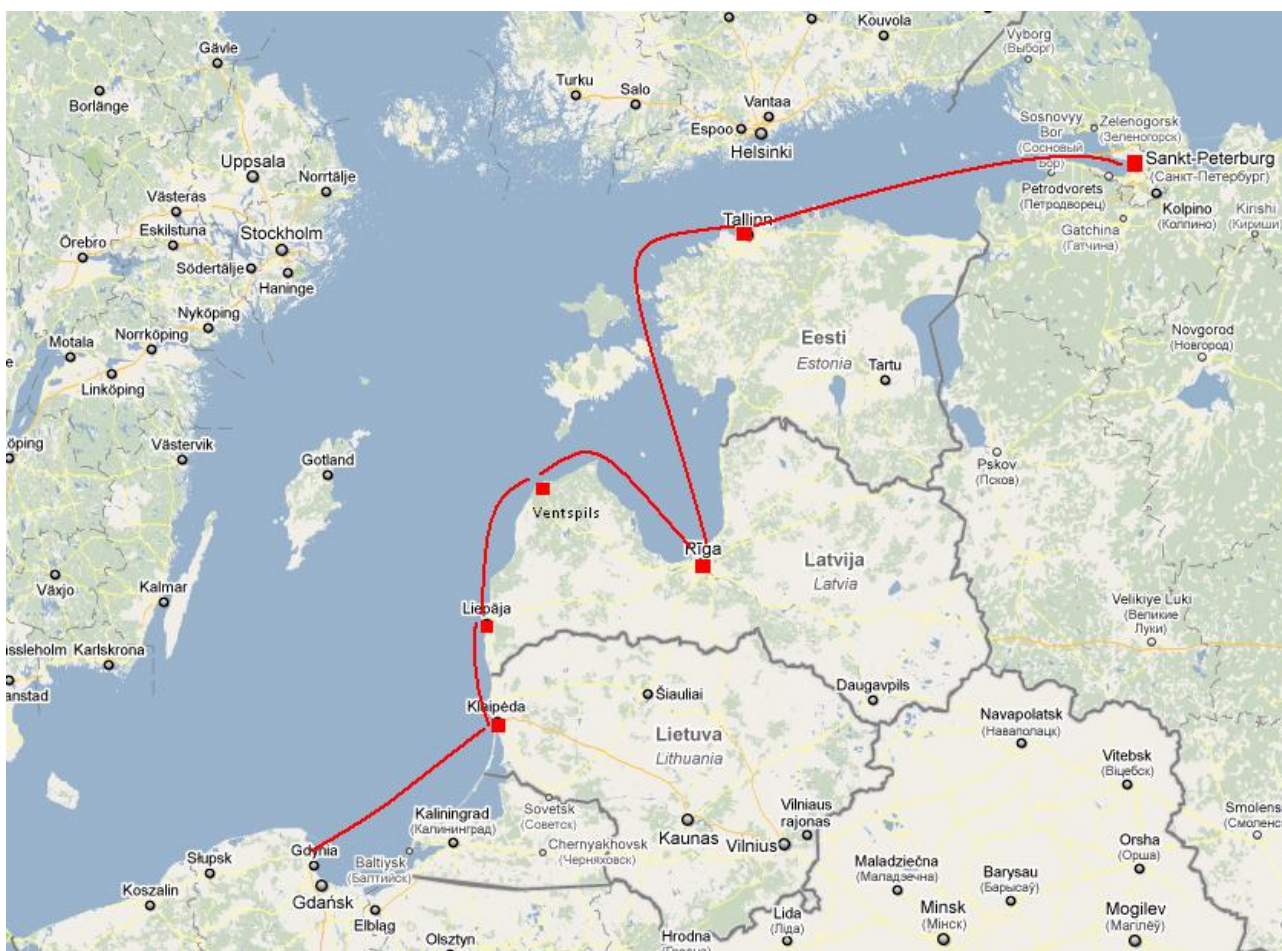 Gävle
Borlänge
Uppsala
Norrtälje
Västerås
Eskilstuna
Stockholm
Örebro
Södertälje
Haninge
Nyköping
Norrköping
Motala
Linköping
Västervik
Gotland
Växjo
Kalmar
Karlskrona
Turku
Salo
Vantaa
Espoo
Helsinki
Kouvola
Vyborg
(Выборг)
Sosnovyy
Bor
(Сосновый
Бор)
Zelenogorsk
(Зеленогорск)
Sankt-Peterburg
(Санкт-Петербург)
Petrodvorets
(Петродворец)
Kolpino
(Колпино)
Kirishi
(Кириши)
Gatchina
(Гатчина)
Tallinn
Eesti
Estonia
Tartu
Novgorod
(Новгород)
Pskov
(Псков)
Ventspils
Rīga
Latvija
Latvia
Liepāja
Velikiye Luki
(Великие
Луки)
Daugavpils
Klaipėda
Šiauliai
Lietuva
Lithuania
Navapolatsk
(Наваполацк)
Vitebsk
(Віцебск)
Kaliningrad
(Калининград)
Sovetsk
(Советск)
Chernyakhovsk
(Черняховск)
Kaunas
Vilnius
Vilniaus
rajonas
Smolens
(Смоленс
Orsha
(Орша)
Maladziečna
(Маладзечна)
Barysau
(Барысаў)
Gdynia
Słupsk
Baltiysk
(Балтийск)
Koszalin
Gdańsk
Elbląg
Olsztyn
Hrodna
Lida
(Ліда)
Minsk
(Мінск)
Mogilev
(Магілеў)